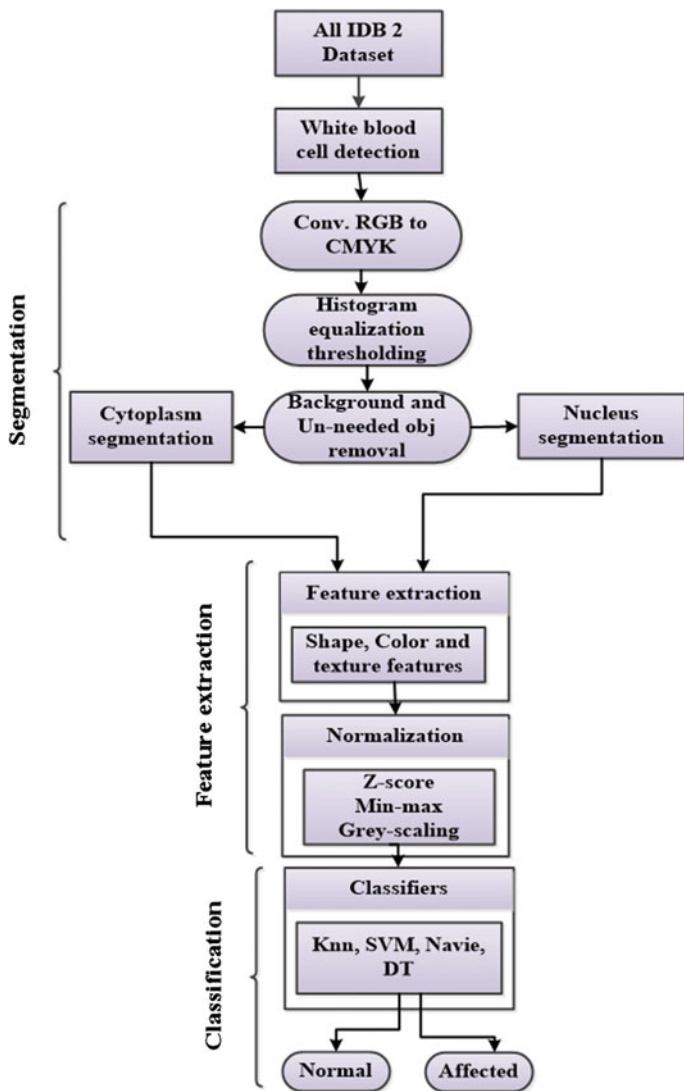 All IDB 2
Dataset
White blood
cell detection
Conv. RGB to
CMYK
Histogram
equalization
thresholding
Segmentation
Cytoplasm
segmentation
Background and
Un-needed obj
removal
Nucleus
segmentation
Feature extraction
Feature extraction
Shape, Color and
texture features
Normalization
Z-score
Min-max
Grey-scaling
Classification
Classifiers
Knn, SVM, Navie,
DT
Normal
Affected